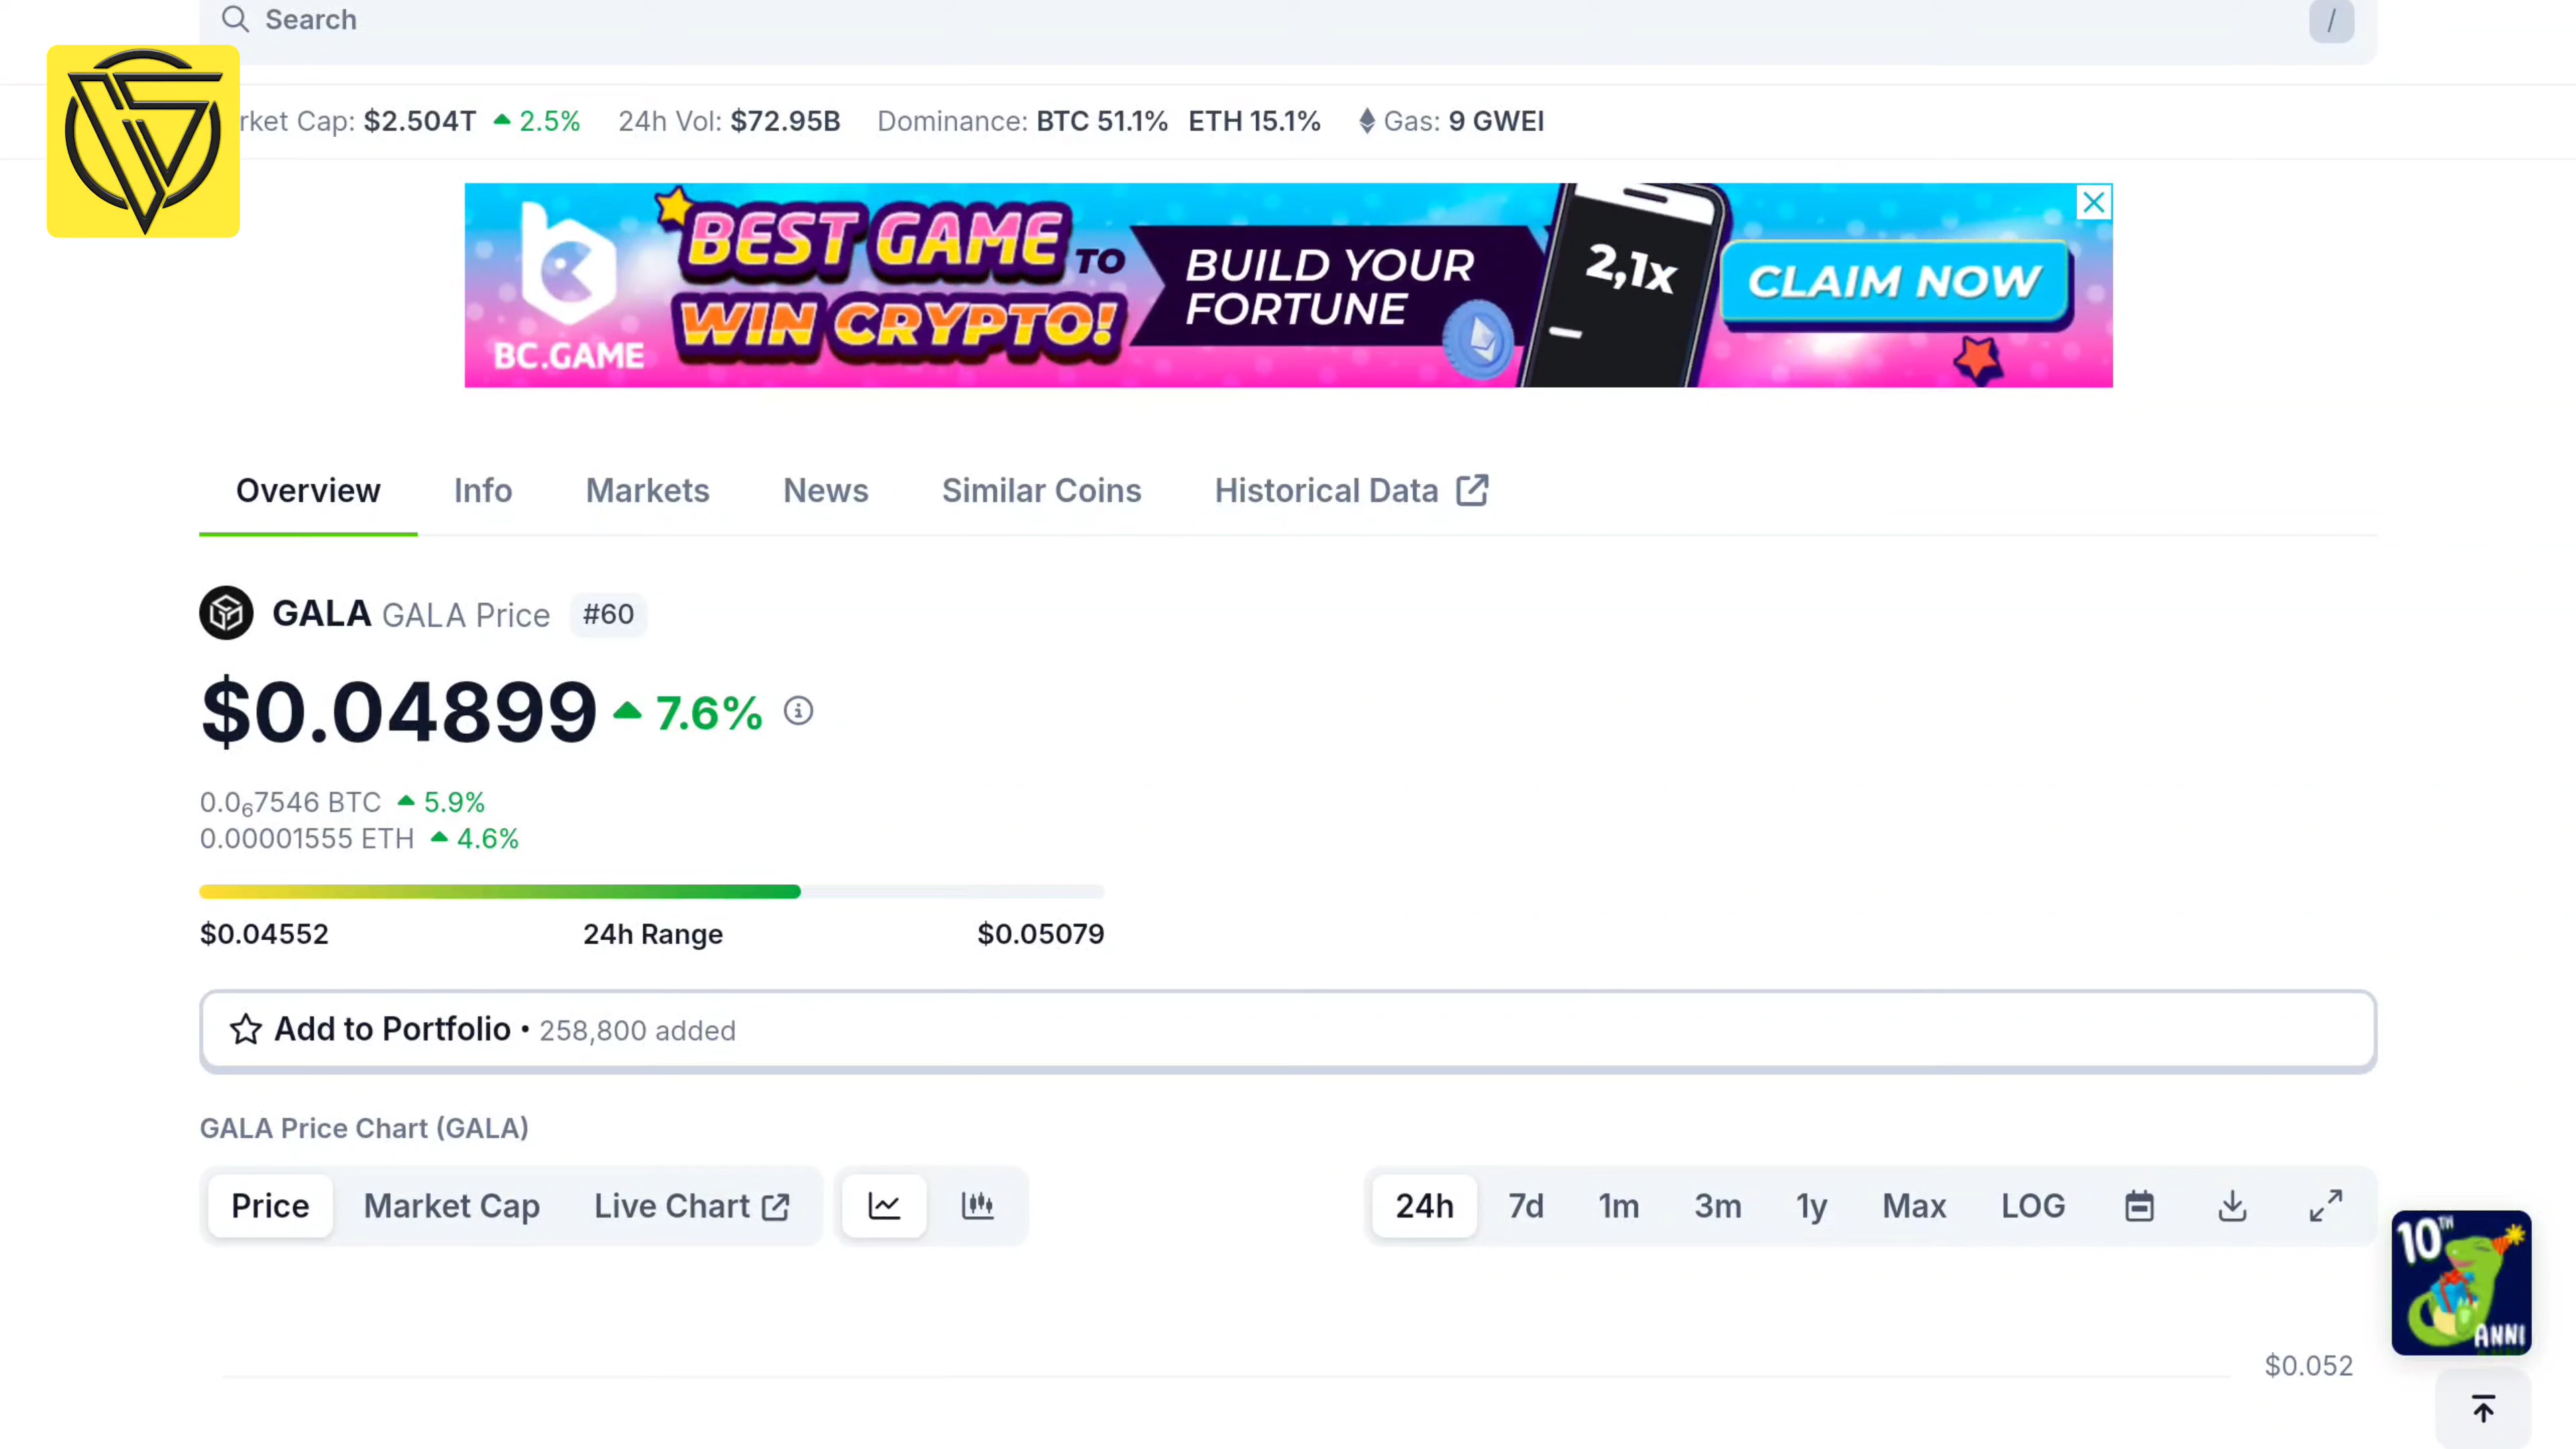 Search /
rket Cap: $2.504T 2.5% 24h Vol: $72.95B Dominance: BTC 51.1% ETH 15.1% Gas: 9 GWEI
BEST GAME TO
WIN CRYPTO!
BC.GAME
BUILD YOUR
FORTUNE
2,1x
CLAIM NOW
Overview Info Markets News Similar Coins Historical Data
GALA GALA Price #60
$0.04899 7.6%
0.0₆7546 BTC 5.9%
0.00001555 ETH 4.6%
$0.04552 24h Range $0.05079
Add to Portfolio • 258,800 added
GALA Price Chart (GALA)
Price Market Cap Live Chart 24h 7d 1m 3m 1y Max LOG
10TH
ANNI
$0.052